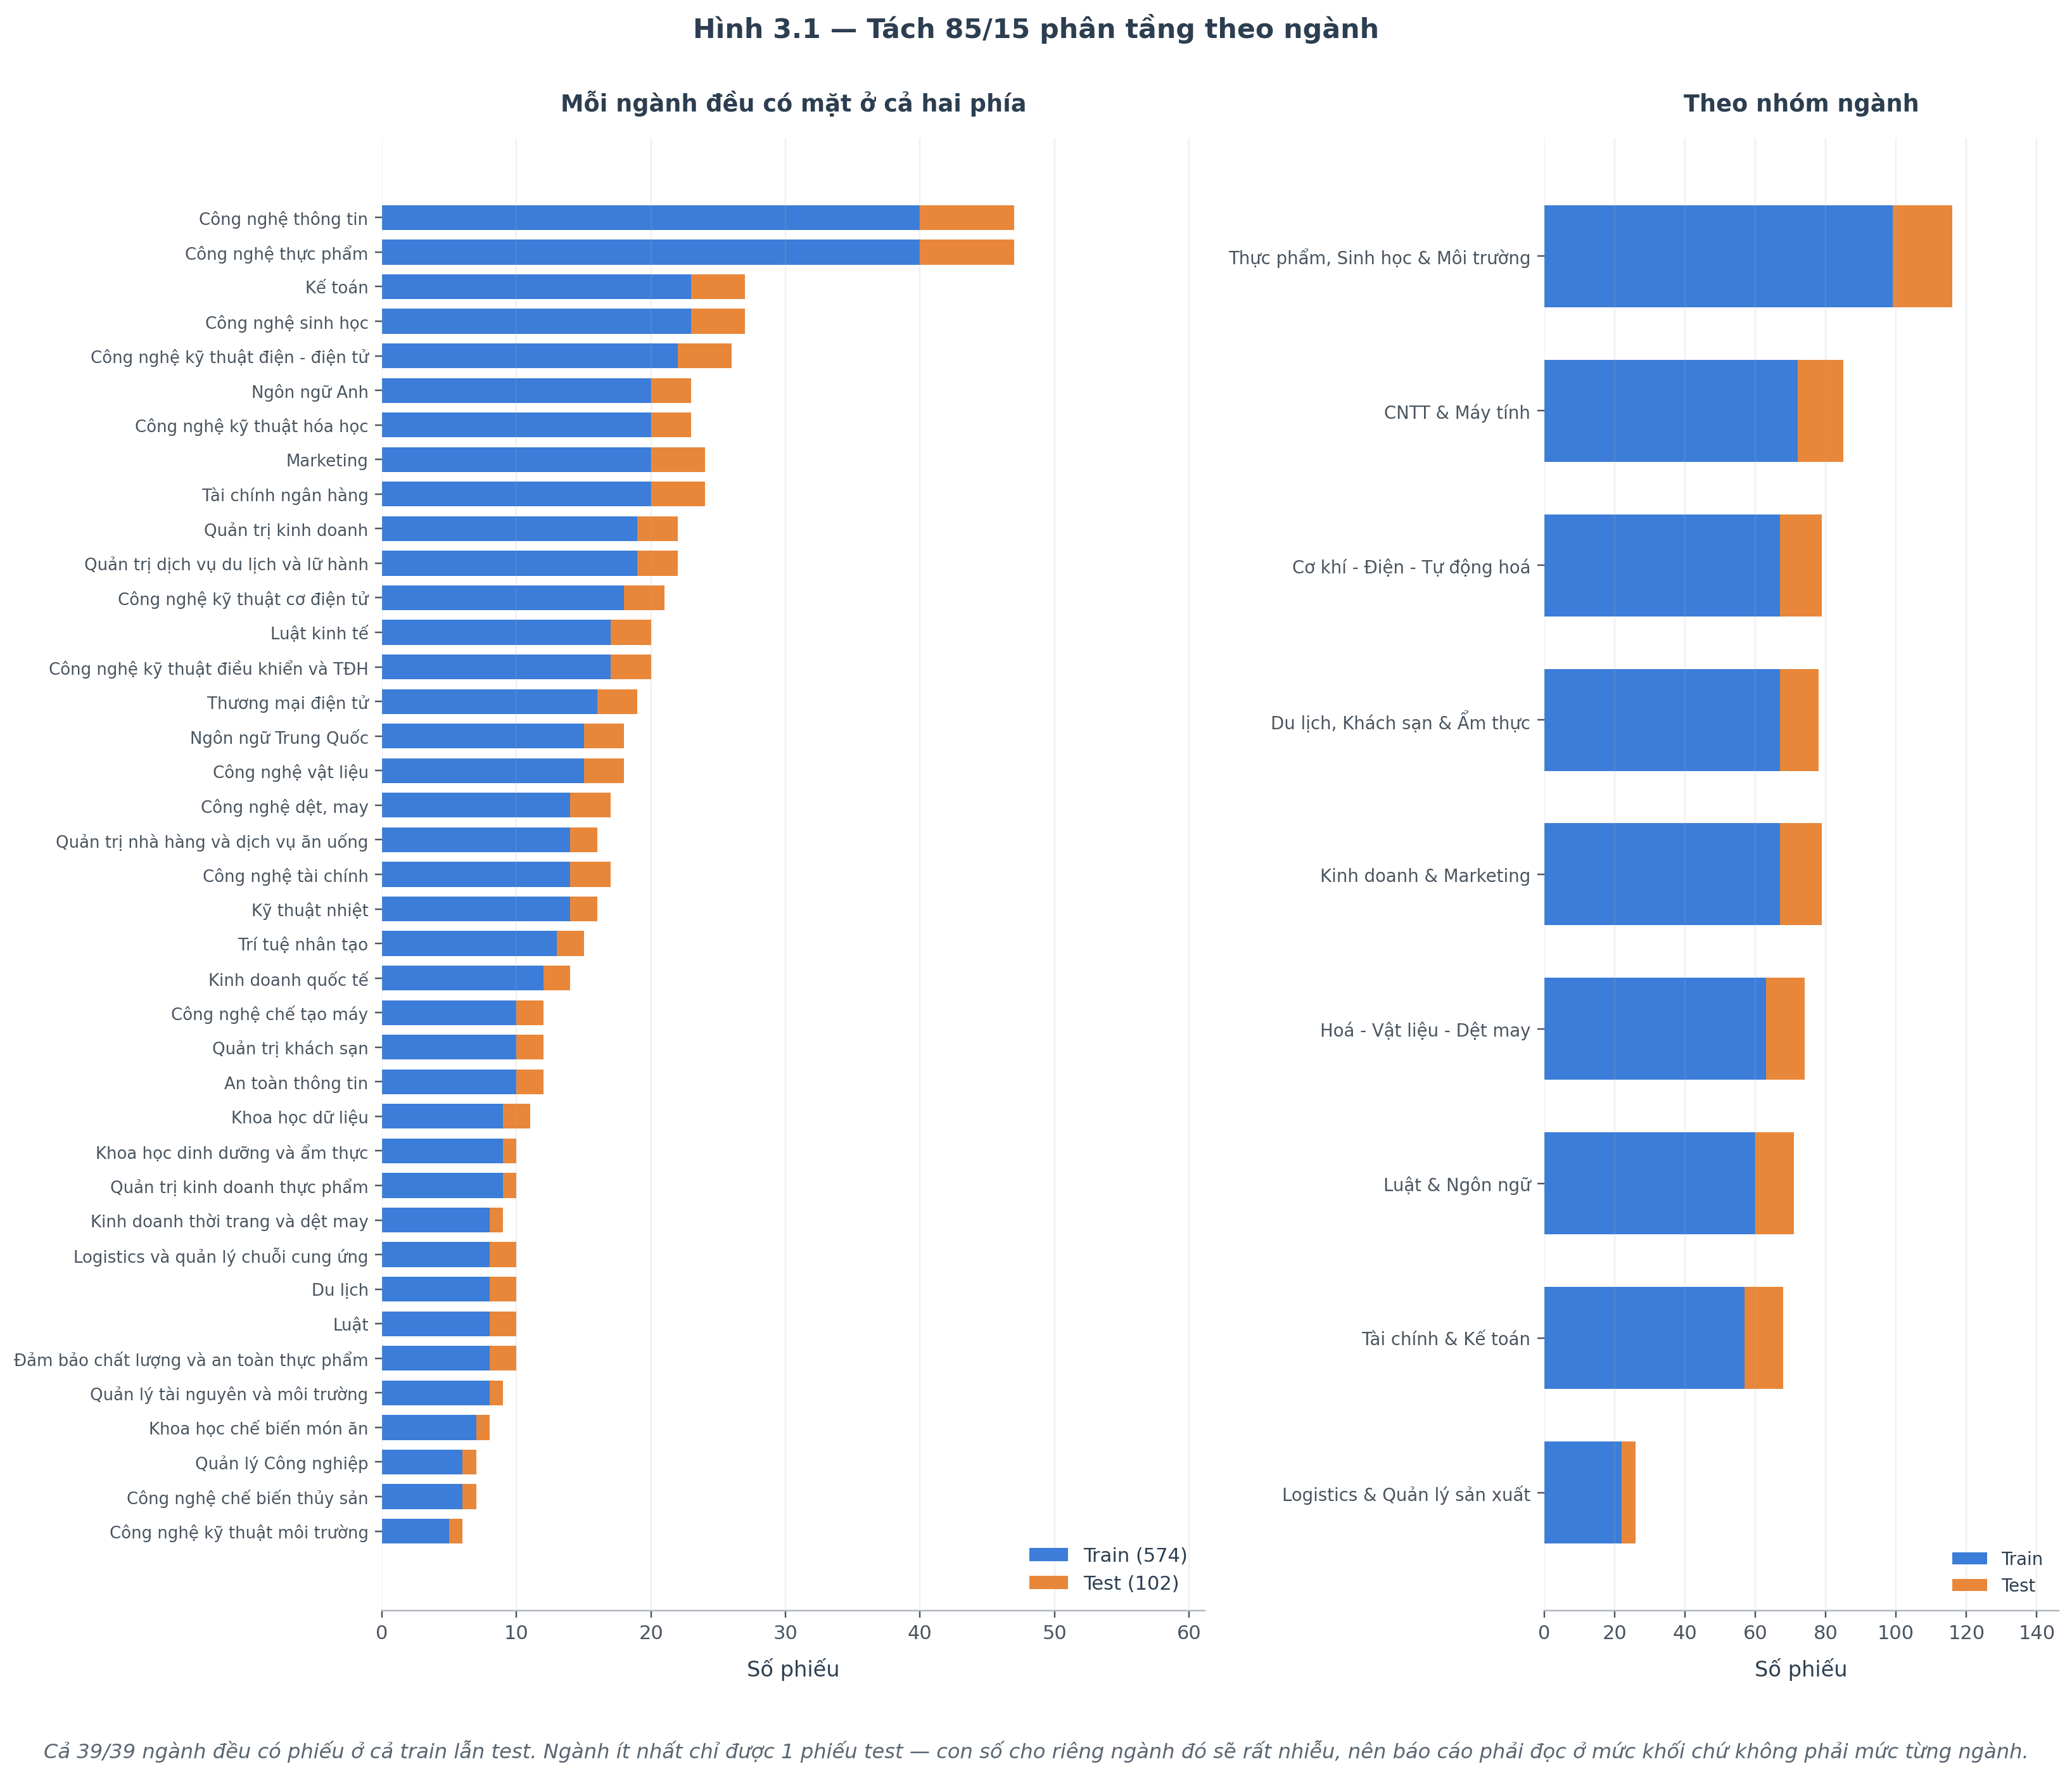 Hình 3.1 — Tách 85/15 phân tầng theo ngành
Mỗi ngành đều có mặt ở cả hai phía
Công nghệ thông tin
Công nghệ thực phẩm
Kế toán
Công nghệ sinh học
Công nghệ kỹ thuật điện - điện tử
Ngôn ngữ Anh
Công nghệ kỹ thuật hóa học
Marketing
Tài chính ngân hàng
Quản trị kinh doanh
Quản trị dịch vụ du lịch và lữ hành
Công nghệ kỹ thuật cơ điện tử
Luật kinh tế
Công nghệ kỹ thuật điều khiển và TĐH
Thương mại điện tử
Ngôn ngữ Trung Quốc
Công nghệ vật liệu
Công nghệ dệt, may
Quản trị nhà hàng và dịch vụ ăn uống
Công nghệ tài chính
Kỹ thuật nhiệt
Trí tuệ nhân tạo
Kinh doanh quốc tế
Công nghệ chế tạo máy
Quản trị khách sạn
An toàn thông tin
Khoa học dữ liệu
Khoa học dinh dưỡng và ẩm thực
Quản trị kinh doanh thực phẩm
Kinh doanh thời trang và dệt may
Logistics và quản lý chuỗi cung ứng
Du lịch
Luật
Đảm bảo chất lượng và an toàn thực phẩm
Quản lý tài nguyên và môi trường
Khoa học chế biến món ăn
Quản lý Công nghiệp
Công nghệ chế biến thủy sản
Công nghệ kỹ thuật môi trường
Train (574)
Test (102)
0 10 20 30 40 50 60
Số phiếu
Theo nhóm ngành
Thực phẩm, Sinh học & Môi trường
CNTT & Máy tính
Cơ khí - Điện - Tự động hoá
Du lịch, Khách sạn & Ẩm thực
Kinh doanh & Marketing
Hoá - Vật liệu - Dệt may
Luật & Ngôn ngữ
Tài chính & Kế toán
Logistics & Quản lý sản xuất
Train
Test
0 20 40 60 80 100 120 140
Số phiếu
Cả 39/39 ngành đều có phiếu ở cả train lẫn test. Ngành ít nhất chỉ được 1 phiếu test — con số cho riêng ngành đó sẽ rất nhiễu, nên báo cáo phải đọc ở mức khối chứ không phải mức từng ngành.